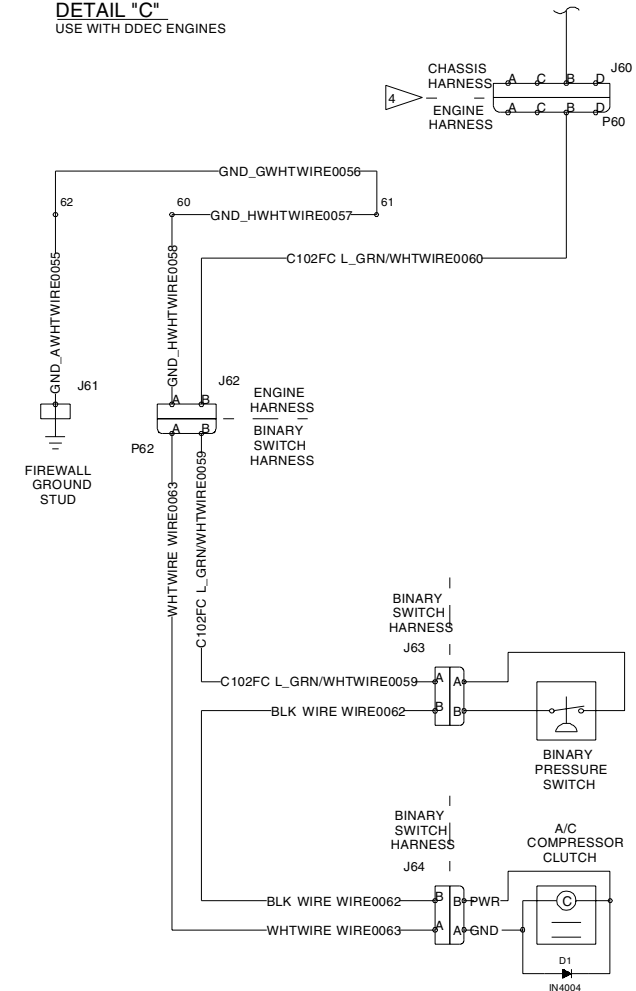 DETAIL "C"
USE WITH DDEC ENGINES
CHASSIS
HARNESS
A C B D
J60
4
ENGINE
HARNESS
A C B D
P60
GND_GWHTWIRE0056
62
60
GND_HWHTWIRE0057
61
GND_AWHTWIRE0055
GND_HWHTWIRE0058
C102FC L_GRN/WHTWIRE0060
J61
J62
A B
ENGINE
HARNESS
A B
BINARY
SWITCH
HARNESS
P62
FIREWALL
GROUND
STUD
WHTWIRE WIRE0063
C102FC L_GRN/WHTWIRE0059
BINARY
SWITCH
HARNESS
J63
C102FC L_GRN/WHTWIRE0059
A A
BLK WIRE WIRE0062
B B
BINARY
PRESSURE
SWITCH
BINARY
SWITCH
HARNESS
J64
A/C
COMPRESSOR
CLUTCH
BLK WIRE WIRE0062
B B PWR
C
WHTWIRE WIRE0063
A A GND
D1
IN4004